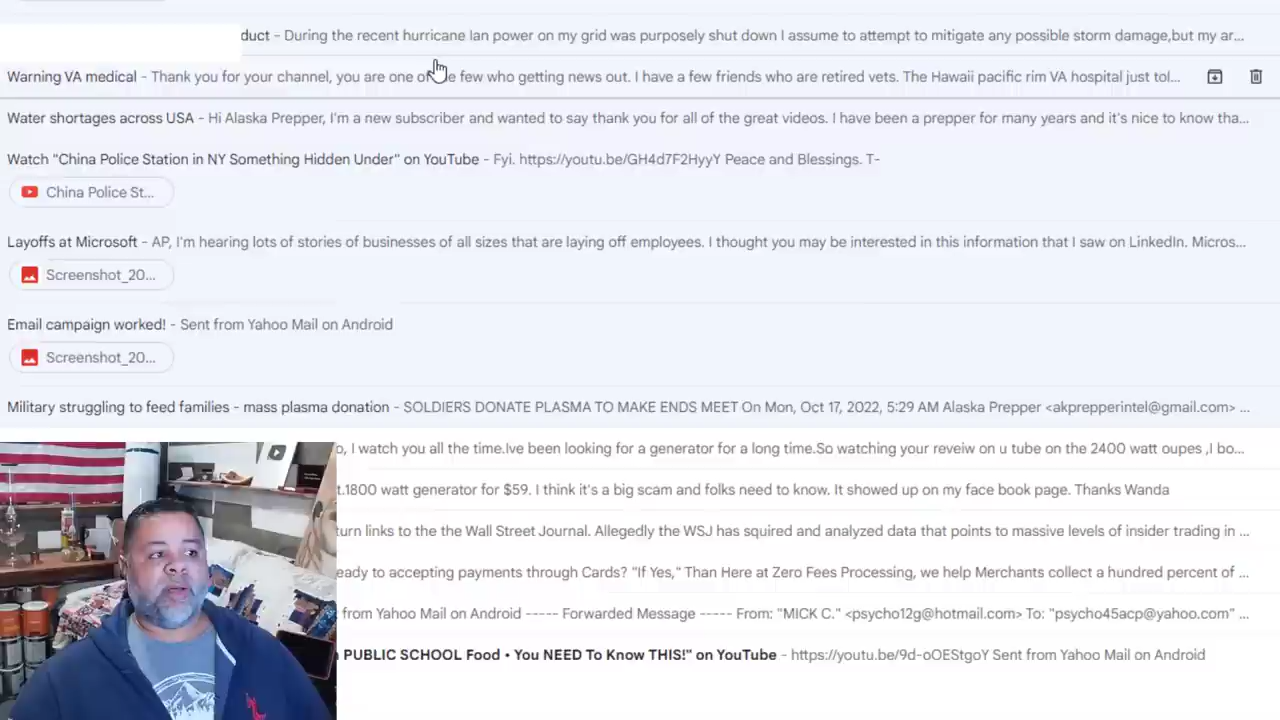 duct - During the recent hurricane Ian power on my grid was purposely shut down I assume to attempt to mitigate any possible storm damage,but my ar...
Warning VA medical - Thank you for your channel, you are one of the few who getting news out. I have a few friends who are retired vets. The Hawaii pacific rim VA hospital just tol...
Water shortages across USA - Hi Alaska Prepper, I'm a new subscriber and wanted to say thank you for all of the great videos. I have been a prepper for many years and it's nice to know tha...
Watch "China Police Station in NY Something Hidden Under" on YouTube - Fyi. https://youtu.be/GH4d7F2HyyY Peace and Blessings. T-
China Police St...
Layoffs at Microsoft - AP, I'm hearing lots of stories of businesses of all sizes that are laying off employees. I thought you may be interested in this information that I saw on LinkedIn. Micros...
Screenshot_20...
Email campaign worked! - Sent from Yahoo Mail on Android
Screenshot_20...
Military struggling to feed families - mass plasma donation - SOLDIERS DONATE PLASMA TO MAKE ENDS MEET On Mon, Oct 17, 2022, 5:29 AM Alaska Prepper <akprepperintel@gmail.com> ...
o, I watch you all the time.Ive been looking for a generator for a long time.So watching your reveiw on u tube on the 2400 watt oupes ,I bo...
t.1800 watt generator for $59. I think it's a big scam and folks need to know. It showed up on my face book page. Thanks Wanda
turn links to the the Wall Street Journal. Allegedly the WSJ has squired and analyzed data that points to massive levels of insider trading in ...
eady to accepting payments through Cards? "If Yes," Than Here at Zero Fees Processing, we help Merchants collect a hundred percent of ...
from Yahoo Mail on Android ----- Forwarded Message ----- From: "MICK C." <psycho12g@hotmail.com> To: "psycho45acp@yahoo.com" ...
PUBLIC SCHOOL Food • You NEED To Know THIS!" on YouTube - https://youtu.be/9d-oOEStgoY Sent from Yahoo Mail on Android